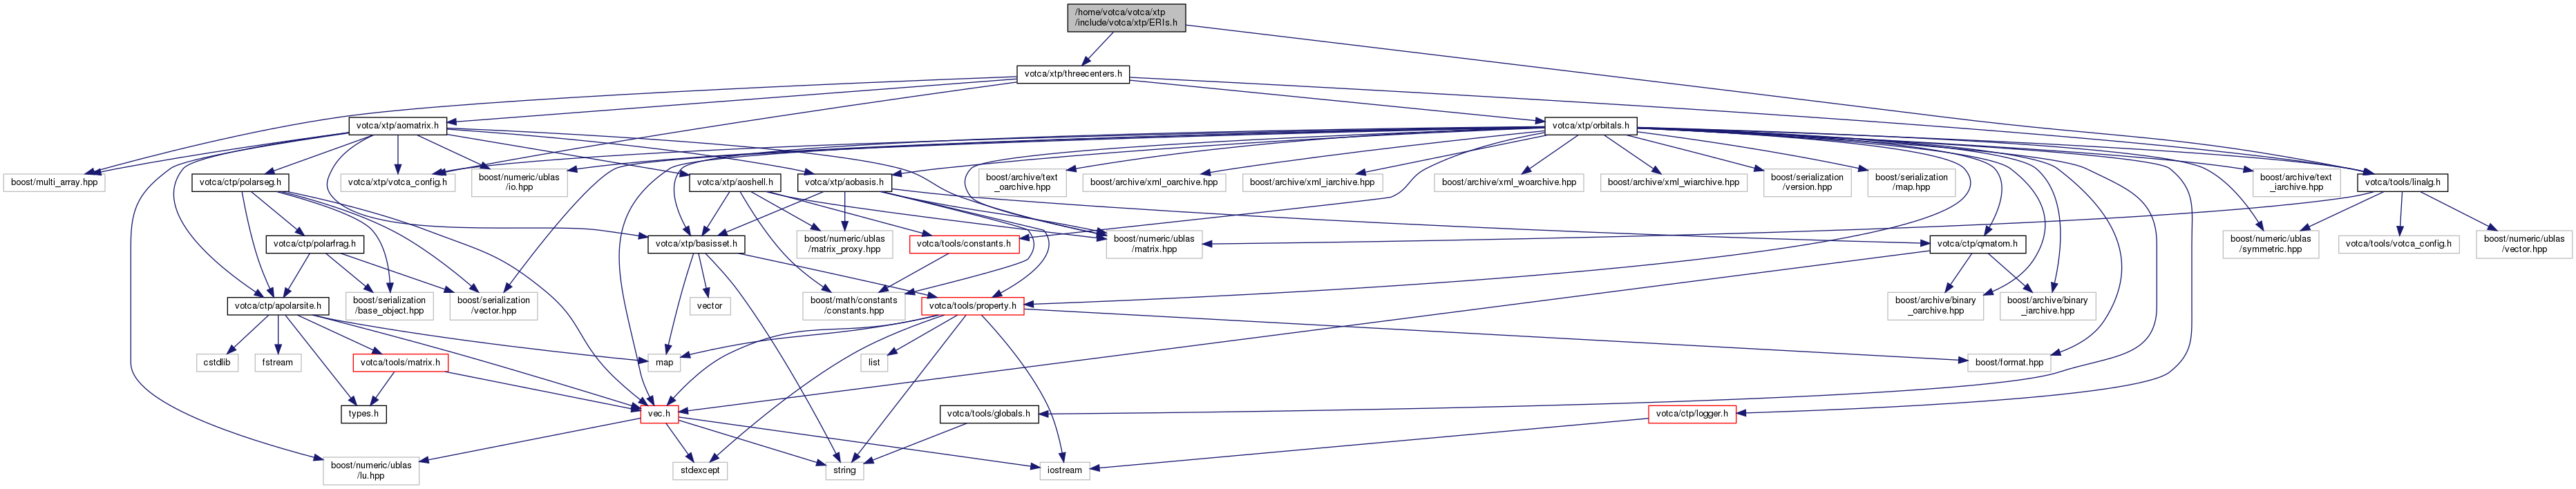 /home/votca/votca/xtp
/include/votca/xtp/ERIs.h
votca/xtp/threecenters.h
votca/xtp/aomatrix.h
votca/xtp/orbitals.h
boost/multi_array.hpp
votca/ctp/polarseg.h
votca/xtp/votca_config.h
boost/numeric/ublas
/io.hpp
votca/xtp/aoshell.h
votca/xtp/aobasis.h
boost/archive/text
_oarchive.hpp
boost/archive/xml_oarchive.hpp
boost/archive/xml_iarchive.hpp
boost/archive/xml_woarchive.hpp
boost/archive/xml_wiarchive.hpp
boost/serialization
/version.hpp
boost/serialization
/map.hpp
boost/archive/text
_iarchive.hpp
votca/tools/linalg.h
votca/ctp/polarfrag.h
votca/xtp/basisset.h
boost/numeric/ublas
/matrix_proxy.hpp
votca/tools/constants.h
boost/numeric/ublas
/matrix.hpp
votca/ctp/qmatom.h
boost/numeric/ublas
/symmetric.hpp
votca/tools/votca_config.h
boost/numeric/ublas
/vector.hpp
votca/ctp/apolarsite.h
boost/serialization
/base_object.hpp
boost/serialization
/vector.hpp
vector
boost/math/constants
/constants.hpp
votca/tools/property.h
boost/archive/binary
_oarchive.hpp
boost/archive/binary
_iarchive.hpp
cstdlib
fstream
votca/tools/matrix.h
map
list
boost/format.hpp
types.h
vec.h
votca/tools/globals.h
votca/ctp/logger.h
boost/numeric/ublas
/lu.hpp
stdexcept
string
iostream